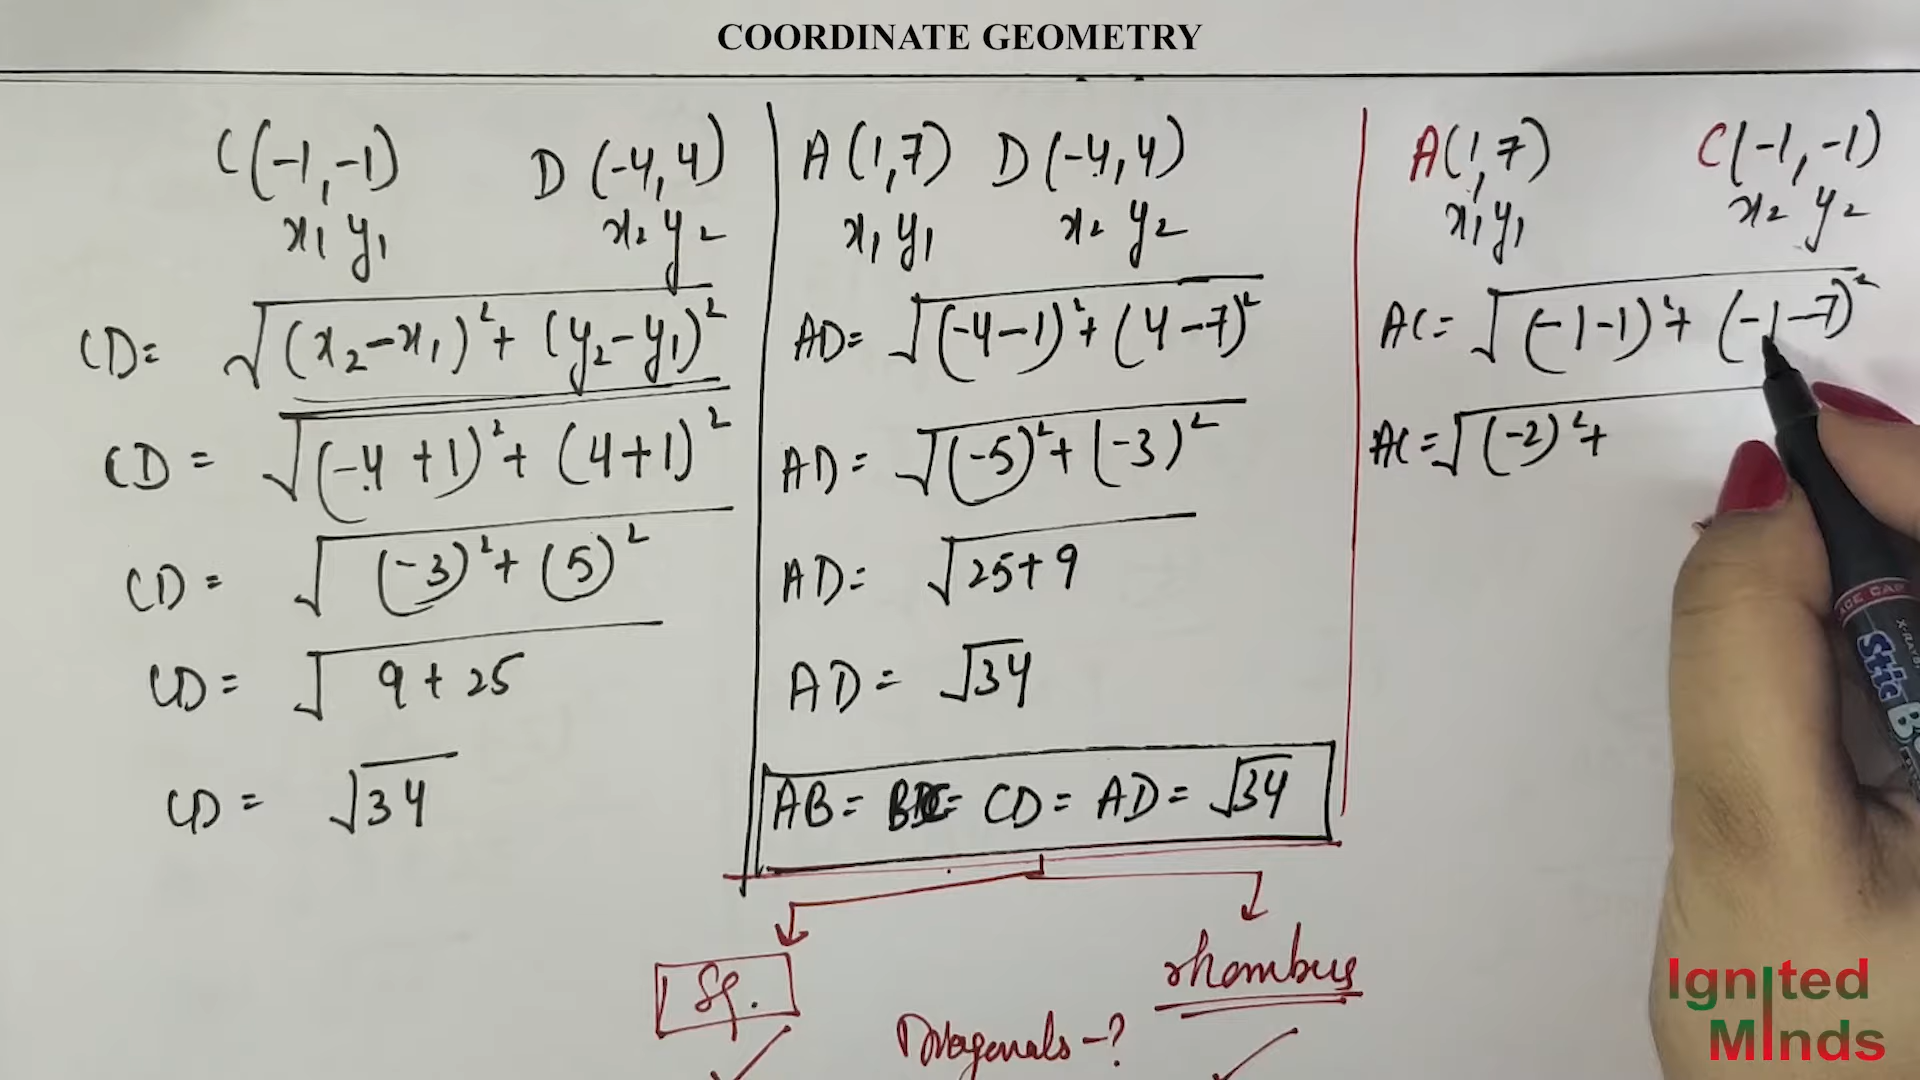 COORDINATE GEOMETRY
C(-1, -1) D(-4, 4)
x₁ y₁ x₂ y₂
CD = √(x₂-x₁)² + (y₂-y₁)²
CD = √(-4+1)² + (4+1)²
CD = √(-3)² + (5)²
CD = √9+25
CD = √34
A(1,7) D(-4,4)
x₁ y₁ x₂ y₂
AD = √(-4-1)² + (4-7)²
AD = √(-5)² + (-3)²
AD = √25+9
AD = √34
AB = BC = CD = AD = √34
A(1,7) C(-1,-1)
x₁ y₁ x₂ y₂
AC = √(-1-1)² + (-1-7)²
AC = √(-2)² +
Sq.
rhombus
Diagonals-?
Ignited
Minds